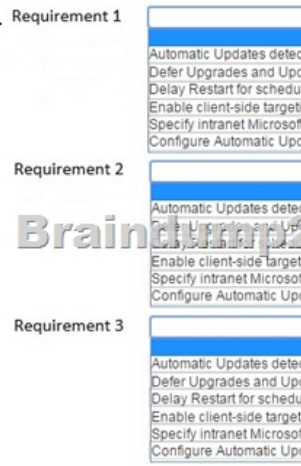 Requirement 1
Automatic Updates detec
Defer Upgrades and Upd
Delay Restart for schedu
Enable client-side targeti
Specify intranet Microsoft
Configure Automatic Upd
Requirement 2
Automatic Updates detec
Enable client-side target
Specify intranet Microsof
Configure Automatic Upd
Requirement 3
Automatic Updates detec
Defer Upgrades and Upd
Delay Restart for schedu
Enable client-side target
Specify intranet Microsof
Configure Automatic Upd